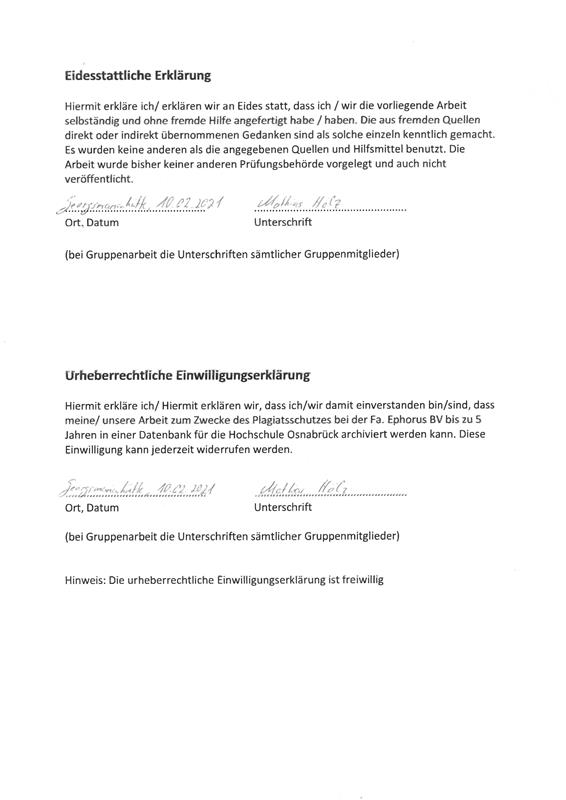 Eidesstattliche Erklärung
Hiermit erkläre ich/ erklären wir an Eides statt, dass ich / wir die vorliegende Arbeit
selbständig und ohne fremde Hilfe angefertigt habe / haben. Die aus fremden Quellen
direkt oder indirekt übernommenen Gedanken sind als solche einzeln kenntlich gemacht.
Es wurden keine anderen als die angegebenen Quellen und Hilfsmittel benutzt. Die
Arbeit wurde bisher keiner anderen Prüfungsbehörde vorgelegt und auch nicht
veröffentlicht.
Georgsmarienhütte, 10.02.2021 Mathias Holz
Ort, Datum Unterschrift
(bei Gruppenarbeit die Unterschriften sämtlicher Gruppenmitglieder)
Urheberrechtliche Einwilligungserklärung
Hiermit erkläre ich/ Hiermit erklären wir, dass ich/wir damit einverstanden bin/sind, dass
meine/ unsere Arbeit zum Zwecke des Plagiatsschutzes bei der Fa. Ephorus BV bis zu 5
Jahren in einer Datenbank für die Hochschule Osnabrück archiviert werden kann. Diese
Einwilligung kann jederzeit widerrufen werden.
Georgsmarienhütte, 10.02.2021 Holz
Ort, Datum Unterschrift
(bei Gruppenarbeit die Unterschriften sämtlicher Gruppenmitglieder)
Hinweis: Die urheberrechtliche Einwilligungserklärung ist freiwillig